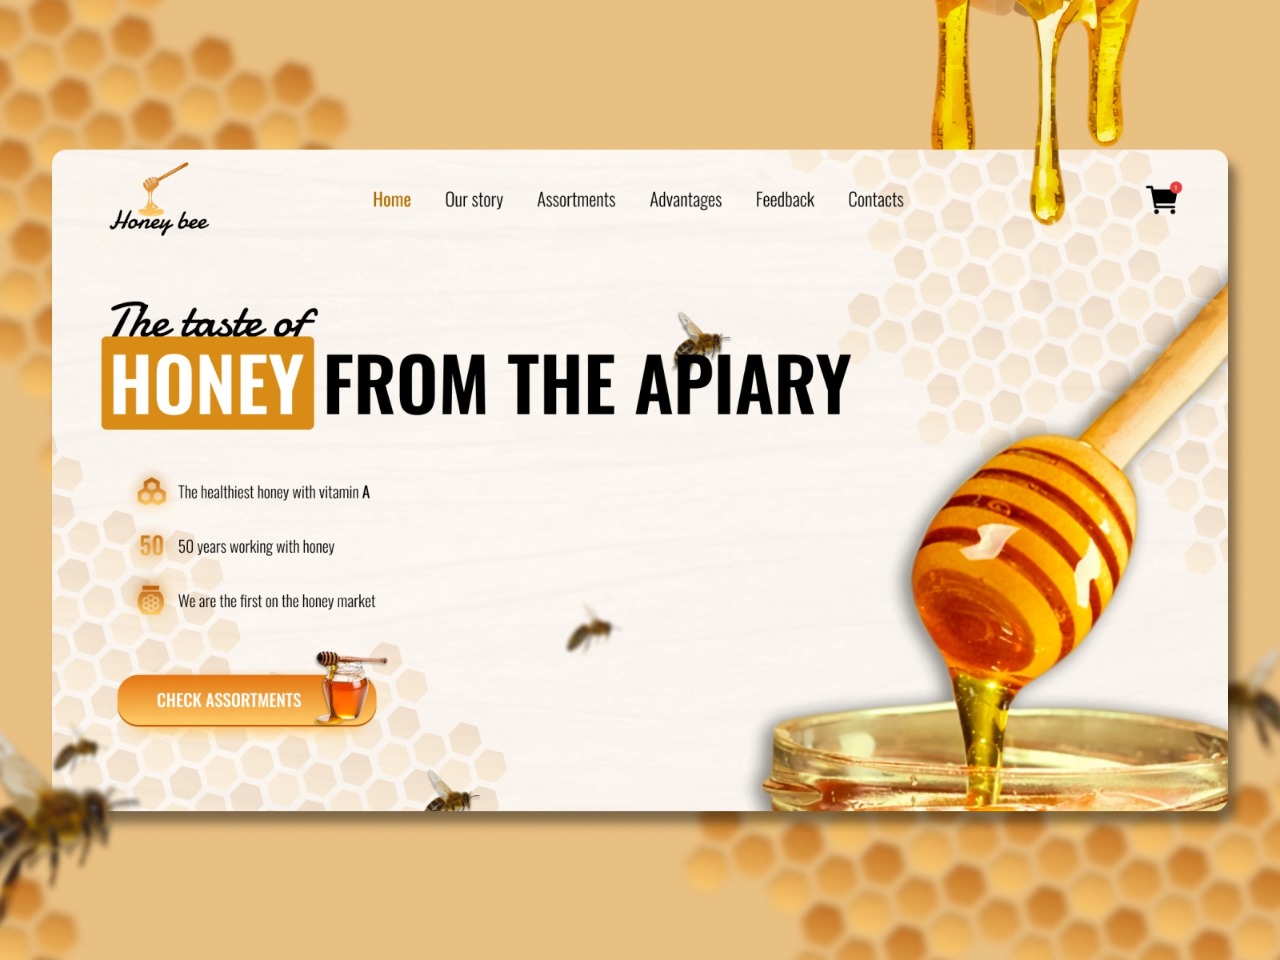 Honey bee
Home Our story Assortments Advantages Feedback Contacts
1
The taste of
HONEY FROM THE APIARY
The healthiest honey with vitamin A
50 50 years working with honey
We are the first on the honey market
CHECK ASSORTMENTS